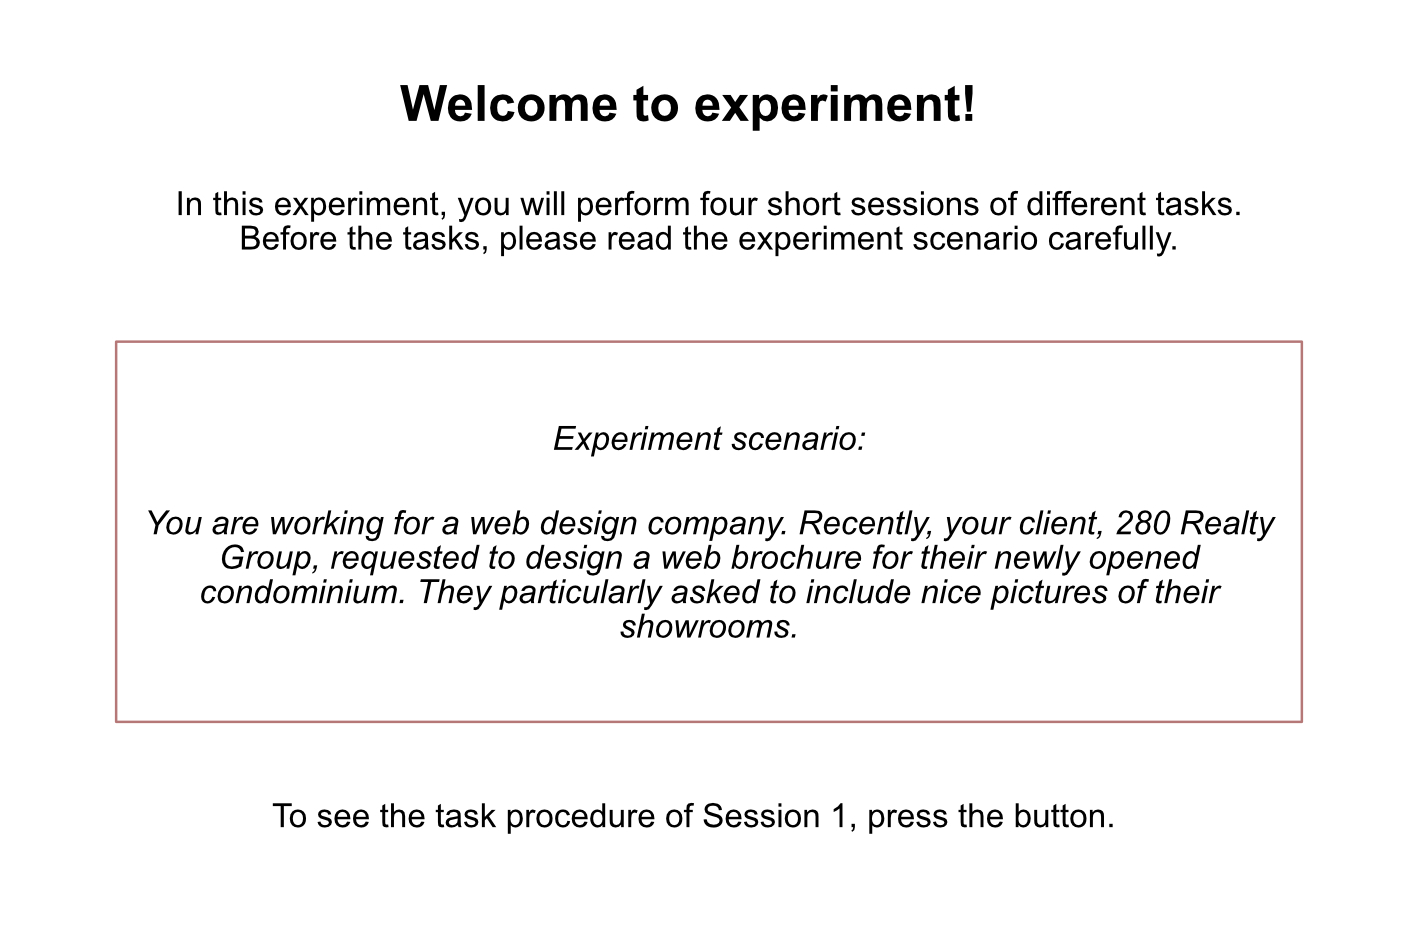 Welcome to experiment!
In this experiment, you will perform four short sessions of different tasks.
Before the tasks, please read the experiment scenario carefully.
Experiment scenario:
You are working for a web design company. Recently, your client, 280 Realty
Group, requested to design a web brochure for their newly opened
condominium. They particularly asked to include nice pictures of their
showrooms.
To see the task procedure of Session 1, press the button.